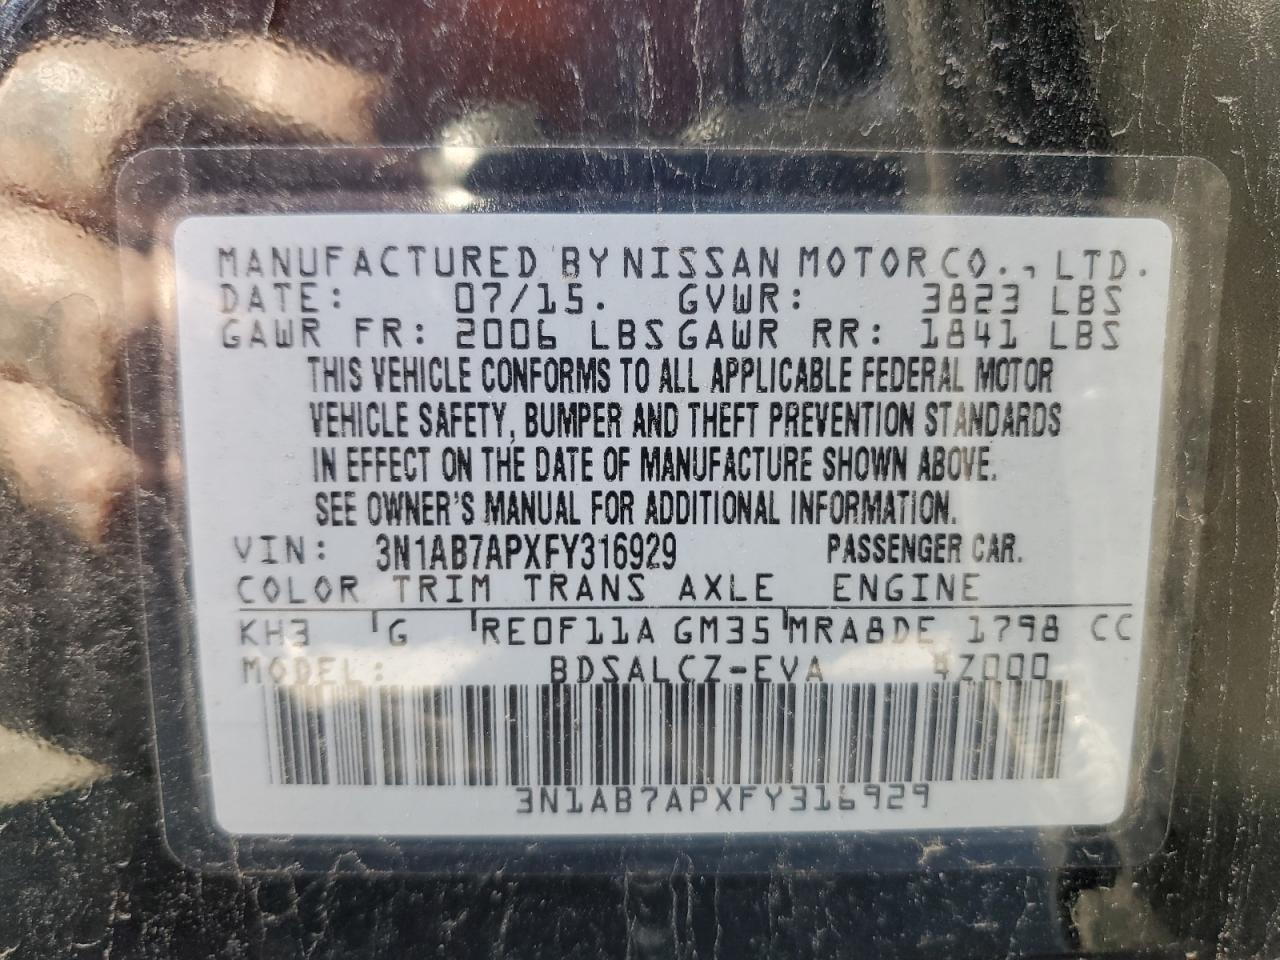 MANUFACTURED BY NISSAN MOTOR CO., LTD.
DATE: 07/15. GVWR: 3823 LBS
GAWR FR: 2006 LBS GAWR RR: 1841 LBS
THIS VEHICLE CONFORMS TO ALL APPLICABLE FEDERAL MOTOR
VEHICLE SAFETY, BUMPER AND THEFT PREVENTION STANDARDS
IN EFFECT ON THE DATE OF MANUFACTURE SHOWN ABOVE.
SEE OWNER'S MANUAL FOR ADDITIONAL INFORMATION.
VIN: 3N1AB7APXFY316929 PASSENGER CAR.
COLOR TRIM TRANS AXLE ENGINE
KH3 G RE0F11A GM35 MRA8DE 1798 CC
MODEL: BDSALCZ-EVA 4Z000
3N1AB7APXFY316929